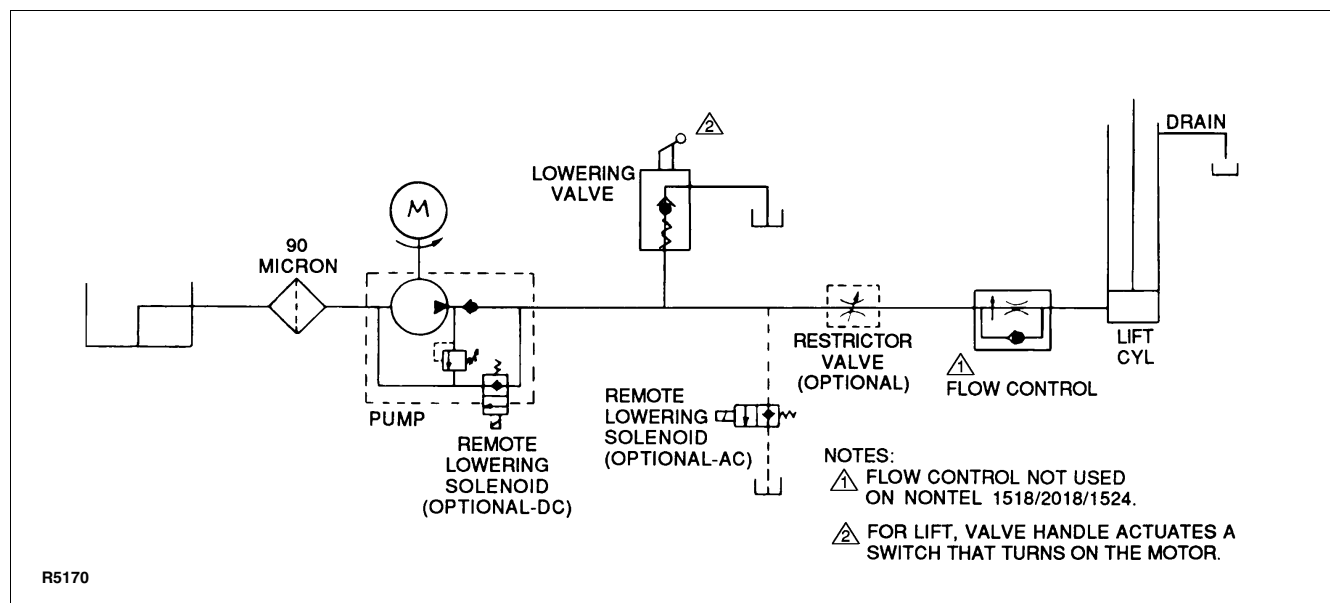 DRAIN
2
LOWERING
VALVE
M
90
MICRON
PUMP
REMOTE
LOWERING
SOLENOID
(OPTIONAL-DC)
REMOTE
LOWERING
SOLENOID
(OPTIONAL-AC)
RESTRICTOR
VALVE
(OPTIONAL)
1
FLOW CONTROL
LIFT
CYL
NOTES:
1 FLOW CONTROL NOT USED
ON NONTEL 1518/2018/1524.
2 FOR LIFT, VALVE HANDLE ACTUATES A
SWITCH THAT TURNS ON THE MOTOR.
R5170